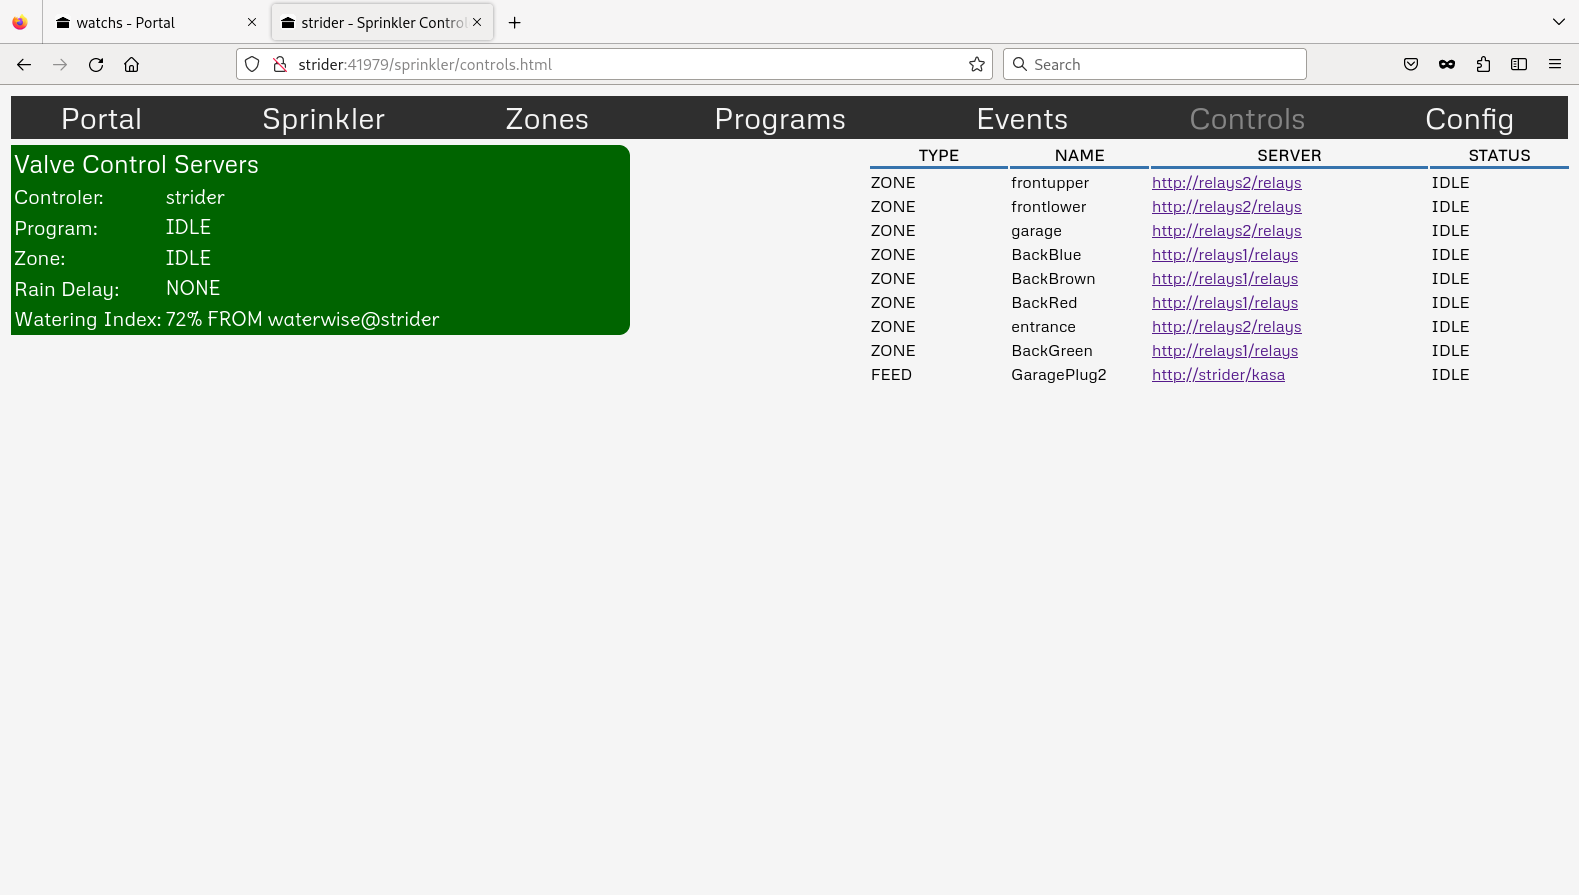 watchs - Portal
strider - Sprinkler Control
strider:41979/sprinkler/controls.html
Search
Portal Sprinkler Zones Programs Events Controls Config
Valve Control Servers
Controler: strider
Program: IDLE
Zone: IDLE
Rain Delay: NONE
Watering Index: 72% FROM waterwise@strider
TYPE NAME SERVER STATUS
ZONE frontupper http://relays2/relays IDLE
ZONE frontlower http://relays2/relays IDLE
ZONE garage http://relays2/relays IDLE
ZONE BackBlue http://relays1/relays IDLE
ZONE BackBrown http://relays1/relays IDLE
ZONE BackRed http://relays1/relays IDLE
ZONE entrance http://relays2/relays IDLE
ZONE BackGreen http://relays1/relays IDLE
FEED GaragePlug2 http://strider/kasa IDLE